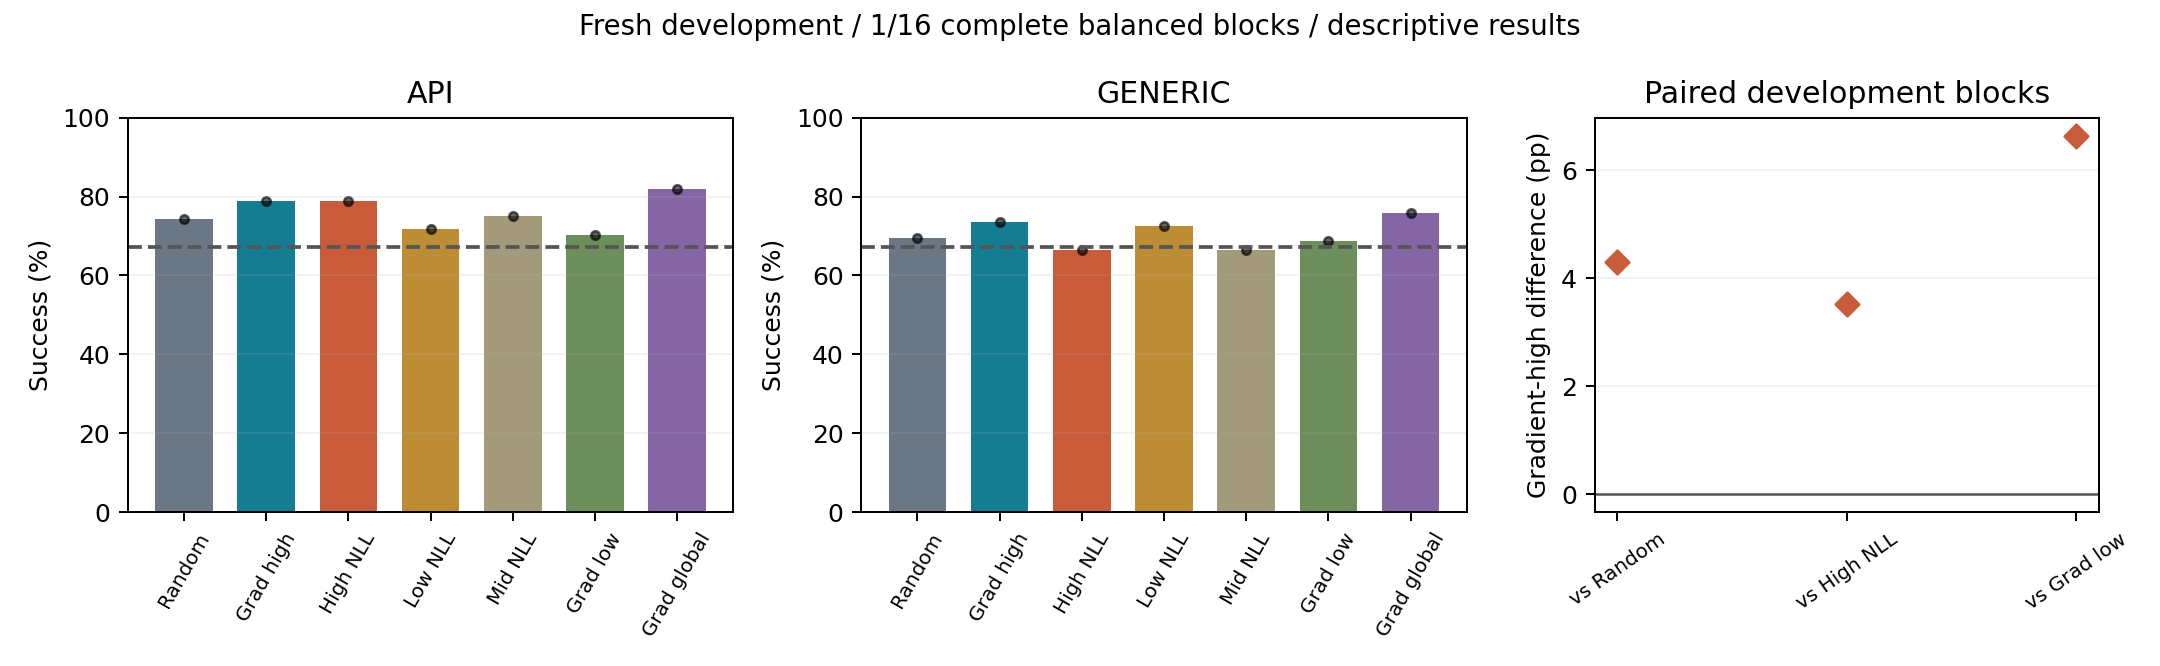 Fresh development / 1/16 complete balanced blocks / descriptive results
API
Success (%)
100
80
60
40
20
0
Random
Grad high
High NLL
Low NLL
Mid NLL
Grad low
Grad global
GENERIC
Success (%)
100
80
60
40
20
0
Random
Grad high
High NLL
Low NLL
Mid NLL
Grad low
Grad global
Paired development blocks
Gradient-high difference (pp)
6
4
2
0
vs Random
vs High NLL
vs Grad low